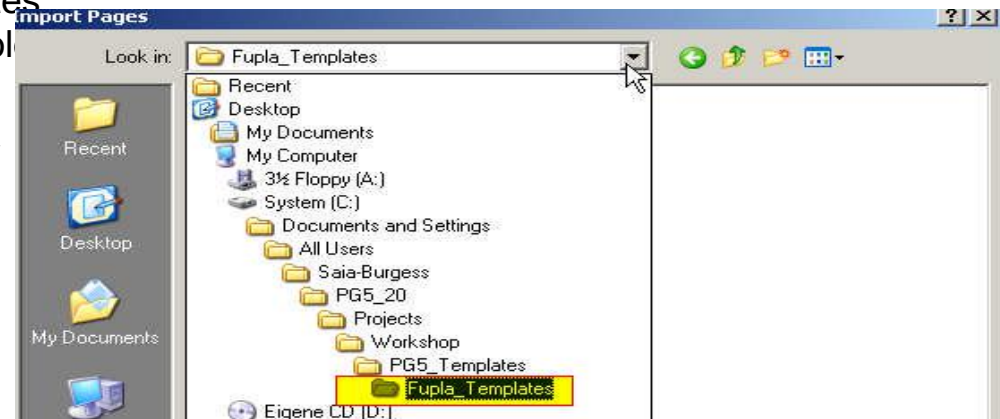 Import Pages
Look in: Fupla_Templates
Recent
Desktop
My Documents
My Computer
3½ Floppy (A:)
System (C:)
Documents and Settings
All Users
Saia-Burgess
PG5_20
Projects
Workshop
PG5_Templates
Fupla_Templates
Eigene CD (D:)
Recent
Desktop
My Documents